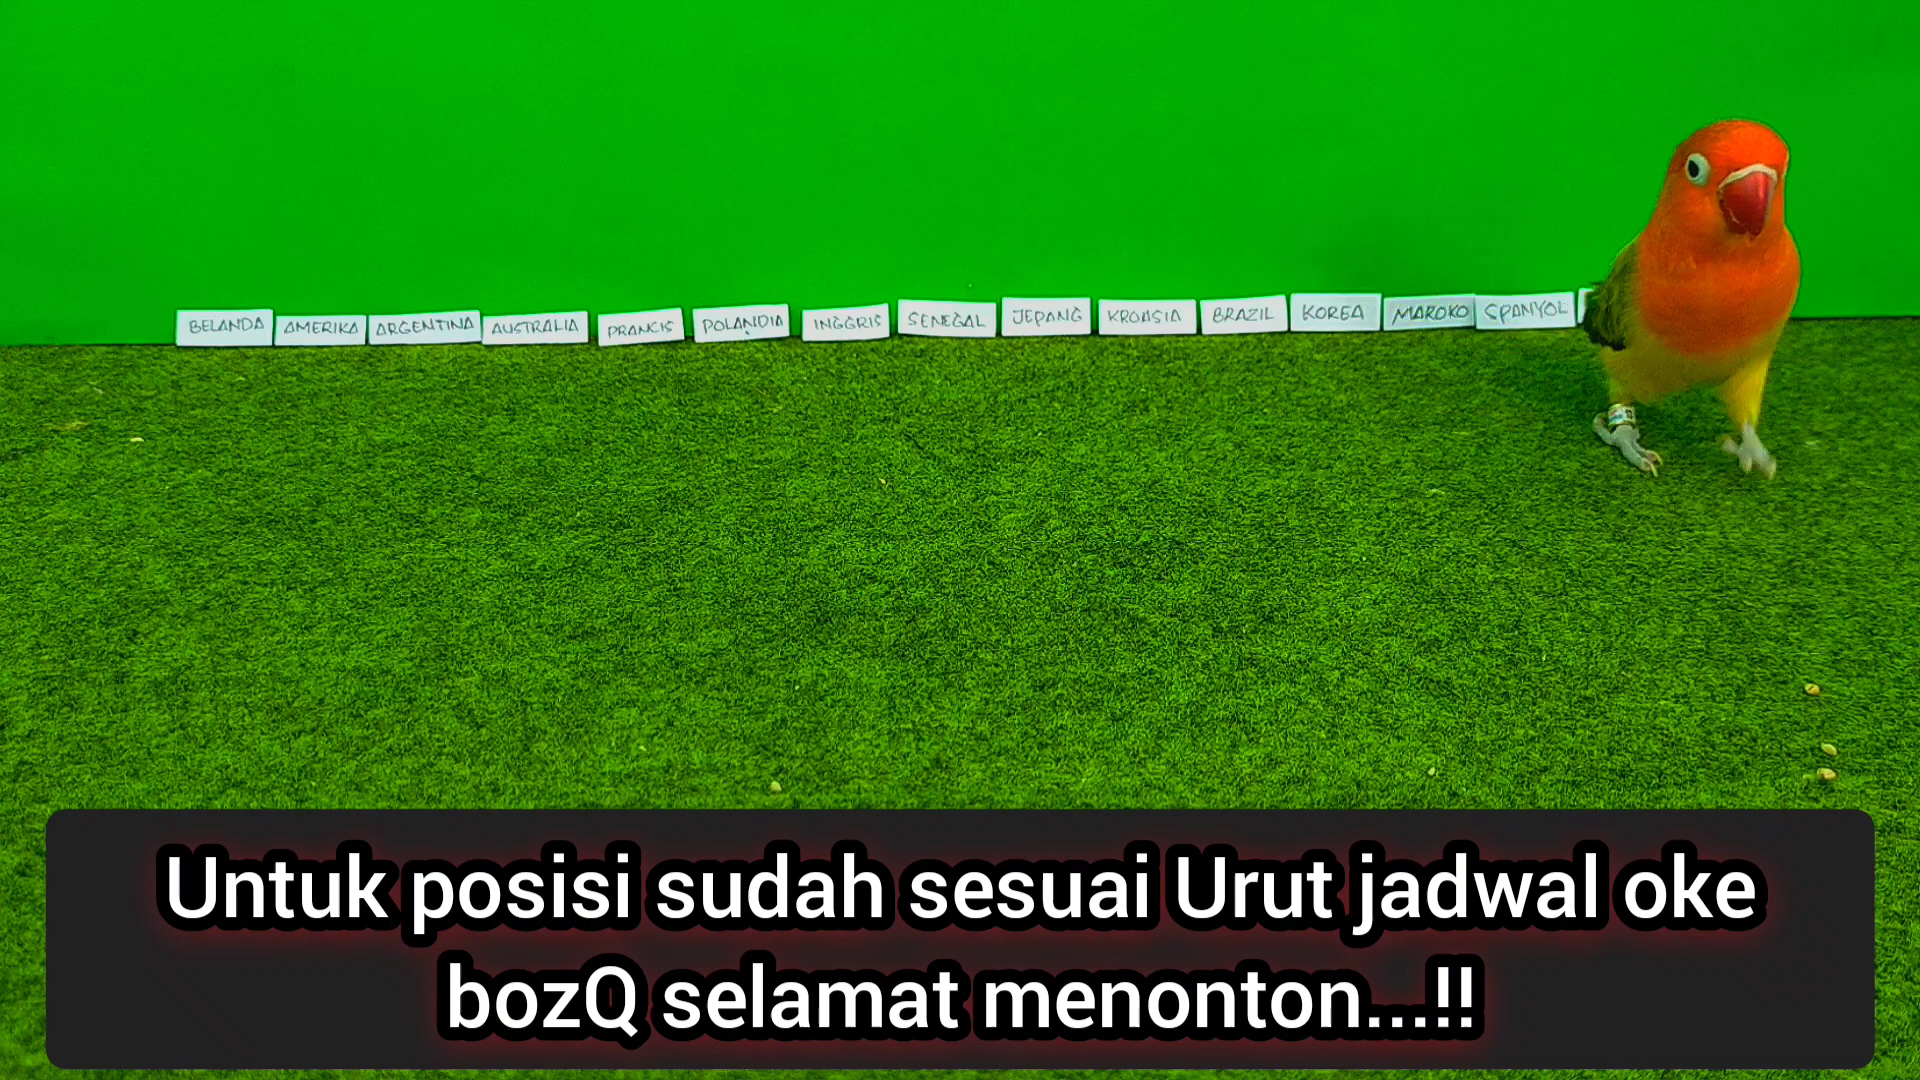 BELANDA AMERIKA ARGENTINA AUSTRALIA PRANCIS POLANDIA INGGRIS SENEGAL JEPANG KROASIA BRAZIL KOREA MAROKO SPANYOL
Untuk posisi sudah sesuai Urut jadwal oke
bozQ selamat menonton...!!